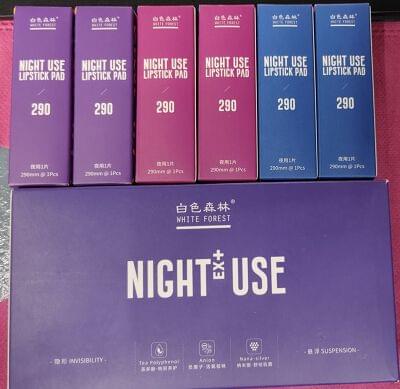 白色森林®
WHITE FOREST
NIGHT USE
LIPSTICK PAD
290
夜用1片
290mm @ 1Pcs
白色森林®
WHITE FOREST
NIGHT USE
LIPSTICK PAD
290
夜用1片
290mm @ 1Pcs
白色森林®
WHITE FOREST
NIGHT USE
LIPSTICK PAD
290
夜用1片
290mm @ 1Pcs
白色森林®
WHITE FOREST
NIGHT USE
LIPSTICK PAD
290
夜用1片
290mm @ 1Pcs
白色森林®
WHITE FOREST
NIGHT USE
LIPSTICK PAD
290
夜用1片
290mm @ 1Pcs
白色森林®
WHITE FOREST
NIGHT USE
LIPSTICK PAD
290
夜用1片
290mm @ 1Pcs
白色森林®
WHITE FOREST
NIGHT EX+ USE
- 隐形 INVISIBILITY -
Tea Polyphenol
Anion
Nano-silver
- 悬浮 SUSPENSION -